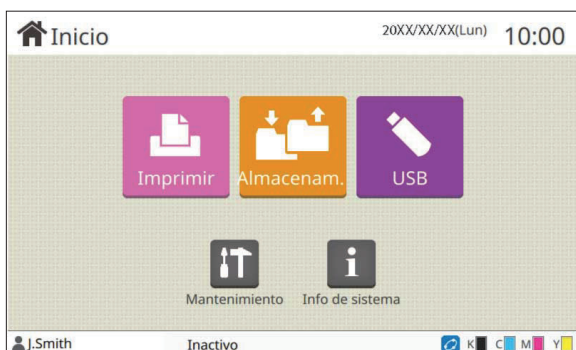 Inicio 20XX/XX/XX(Lun) 10:00
Imprimir Almacenam. USB
Mantenimiento Info de sistema
J.Smith Inactivo K C M Y